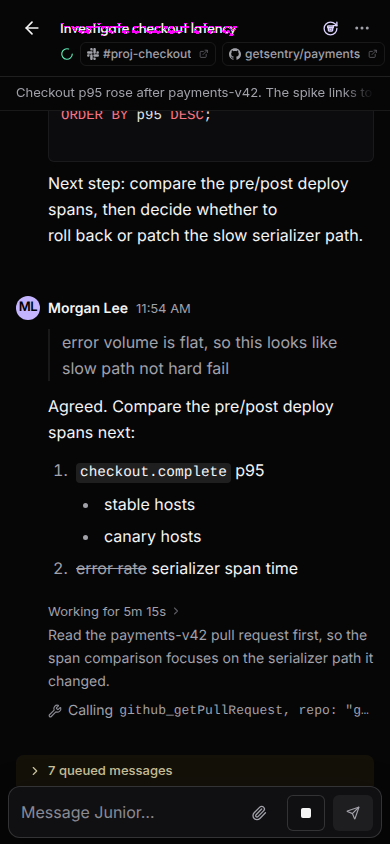 Investigate checkout latency
#proj-checkout
getsentry/payments
Checkout p95 rose after payments-v42. The spike links to
ORDER BY p95 DESC;
Next step: compare the pre/post deploy
spans, then decide whether to
roll back or patch the slow serializer path.
ML
Morgan Lee 11:54 AM
error volume is flat, so this looks like
slow path not hard fail
Agreed. Compare the pre/post deploy
spans next:
1. checkout.complete p95
• stable hosts
• canary hosts
2. error rate serializer span time
Working for 5m 15s
Read the payments-v42 pull request first, so the
span comparison focuses on the serializer path it
changed.
Calling github_getPullRequest, repo: "g…
7 queued messages
Message Junior...